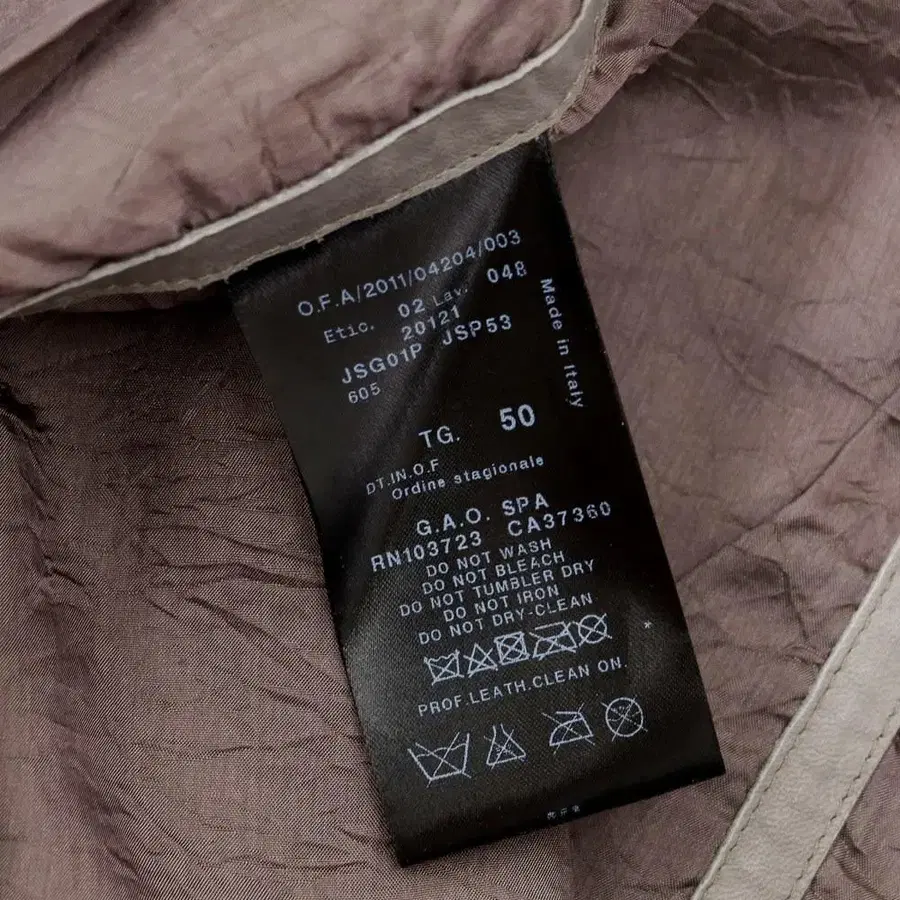 O.F.A/2011/04204/003
Etic. 02 Lav. 048
20121
JSG01P JSP53
605
Made in Italy
TG. 50
DT.IN.O.F
Ordine stagionale
G.A.O. SPA
RN103723 CA37360
DO NOT WASH
DO NOT BLEACH
DO NOT TUMBLER DRY
DO NOT IRON
DO NOT DRY-CLEAN
*
PROF.LEATH.CLEAN ON.